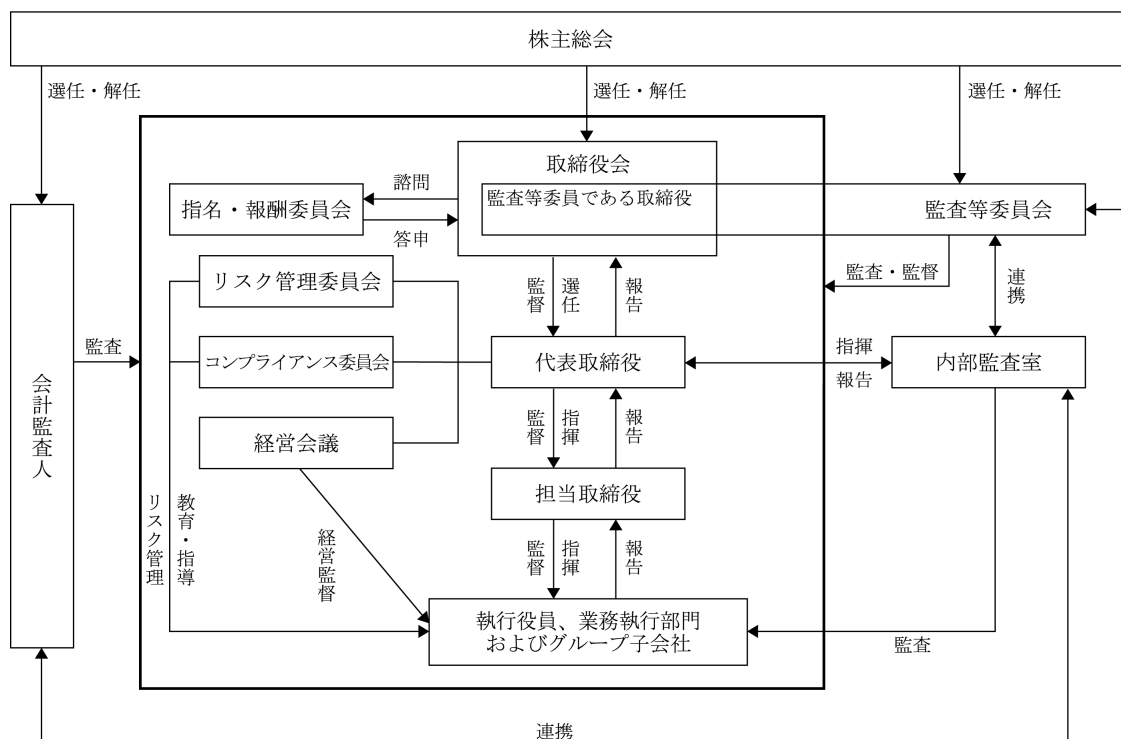 株主総会
選任・解任
選任・解任
選任・解任
取締役会
監査等委員である取締役
監査等委員会
指名・報酬委員会
諮問
答申
監査・監督
連携
リスク管理委員会
監督
選任
報告
コンプライアンス委員会
代表取締役
指揮
報告
内部監査室
監査
会計監査人
経営会議
監督
指揮
報告
担当取締役
リスク管理
教育・指導
経営監督
監督
指揮
報告
執行役員、業務執行部門
およびグループ子会社
監査
連携